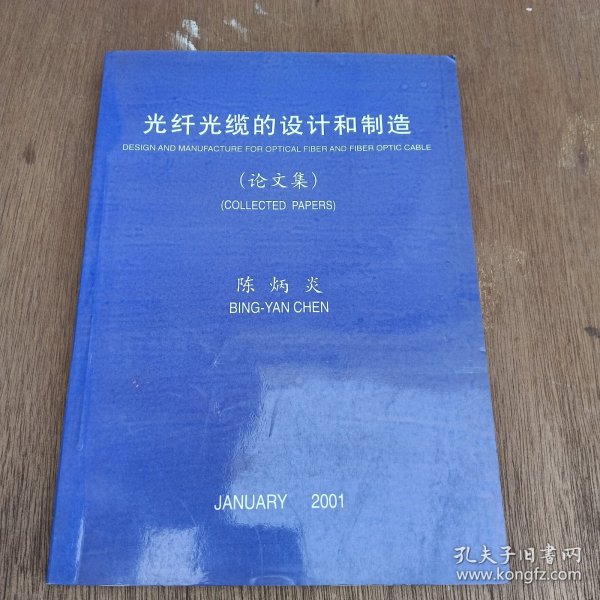 光纤光缆的设计和制造
DESIGN AND MANUFACTURE FOR OPTICAL FIBER AND FIBER OPTIC CABLE
(论文集)
(COLLECTED PAPERS)
陈炳炎
BING-YAN CHEN
JANUARY 2001
孔夫子旧书网
www.kongfz.com